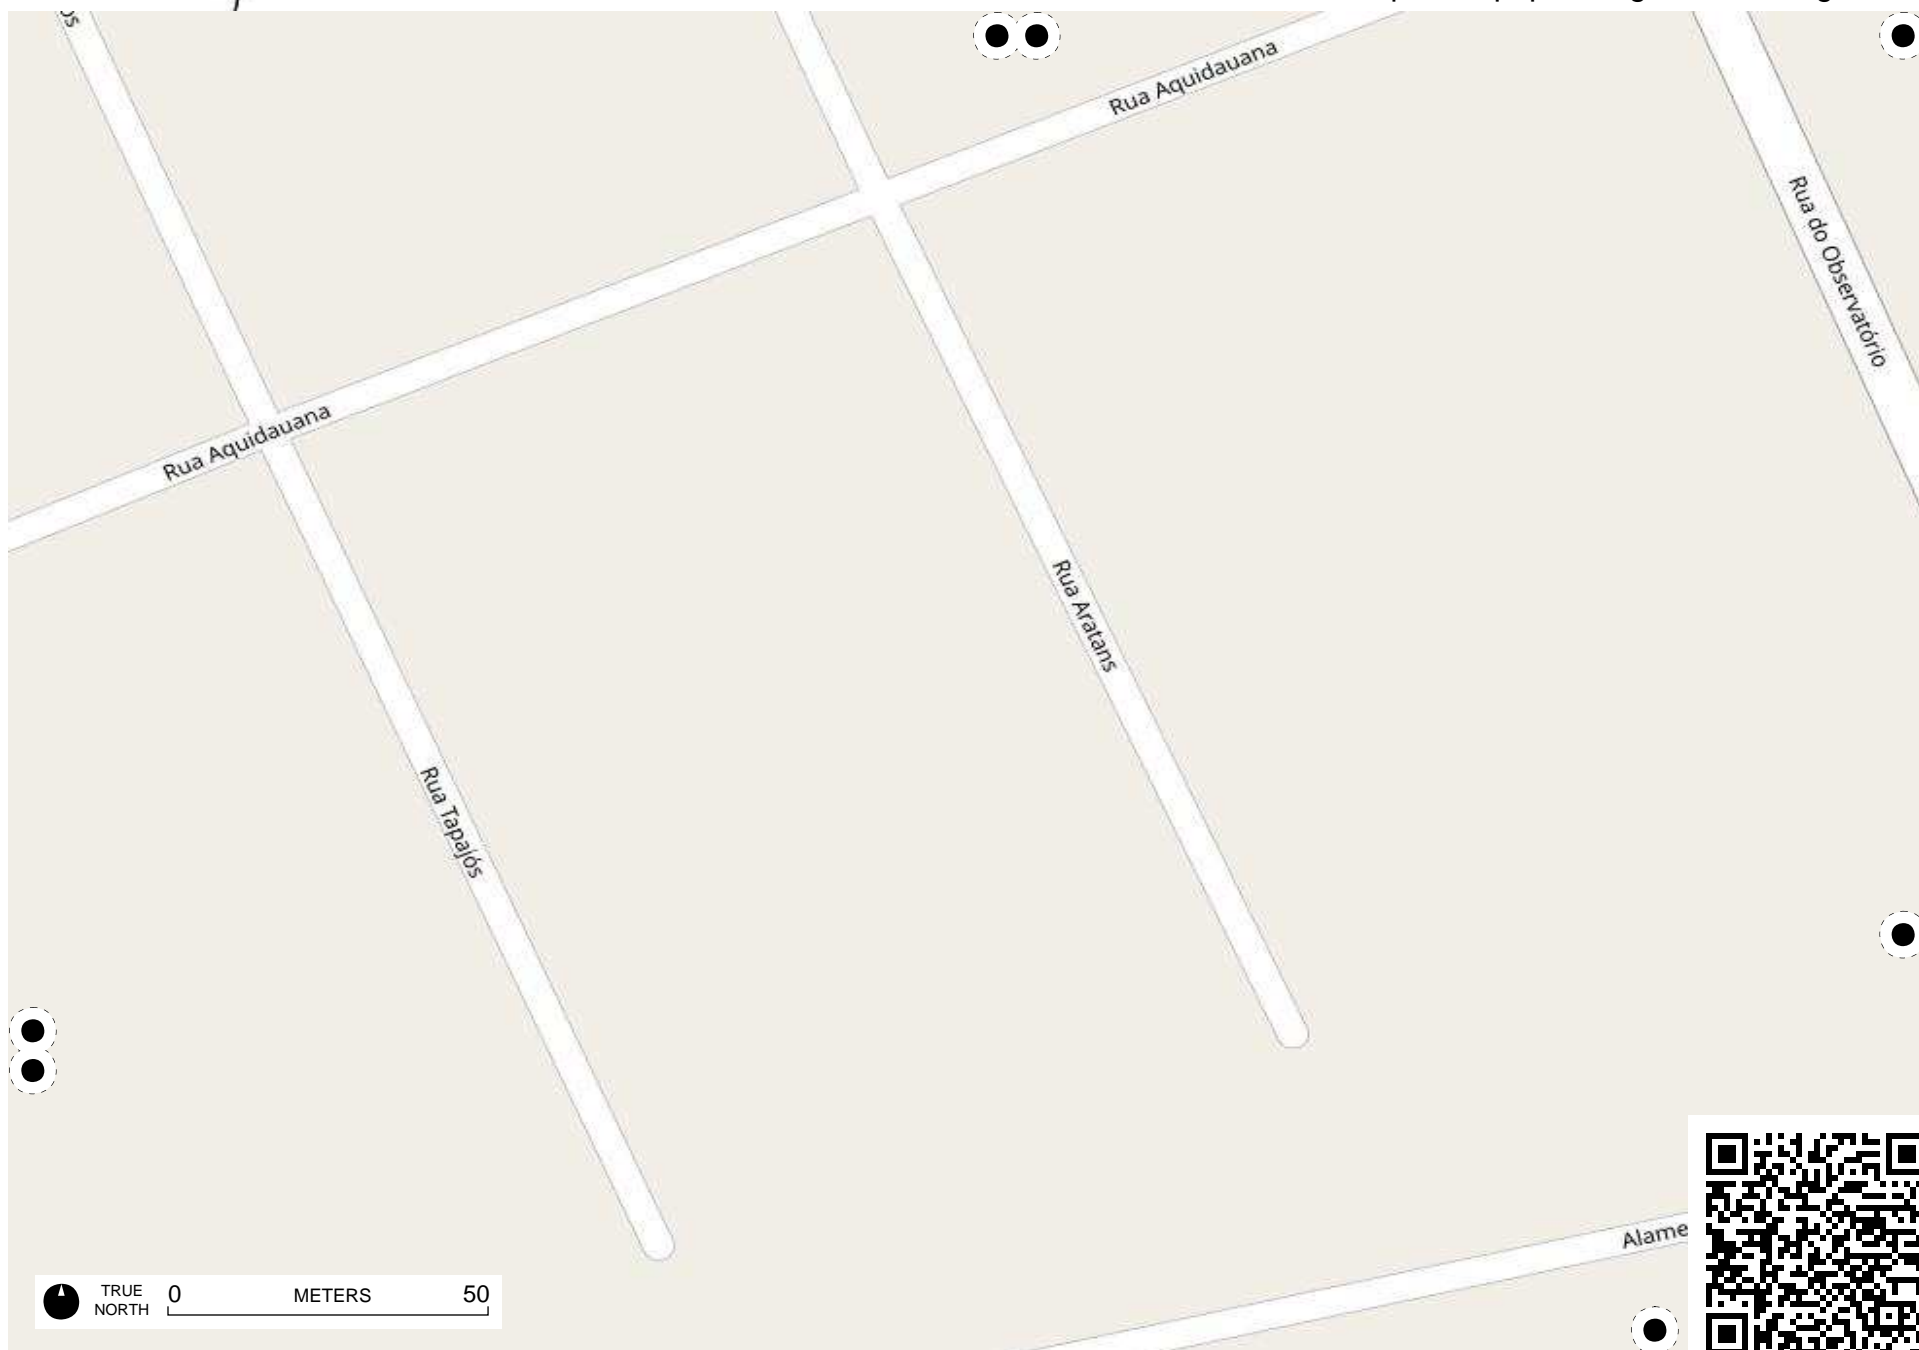 Rua Aquidauana
Rua do Observatório
Rua Aquidauana
Rua Aratans
Rua Tapajós
Alame
TRUE
NORTH
0 METERS 50